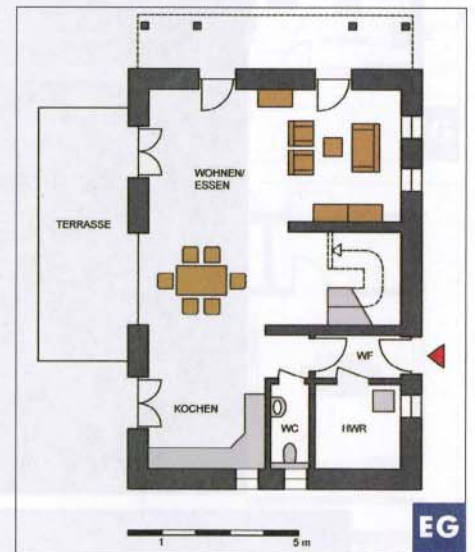 WOHNEN/
ESSEN
TERRASSE
WF
KOCHEN
WC
HWR
EG
1
5 m